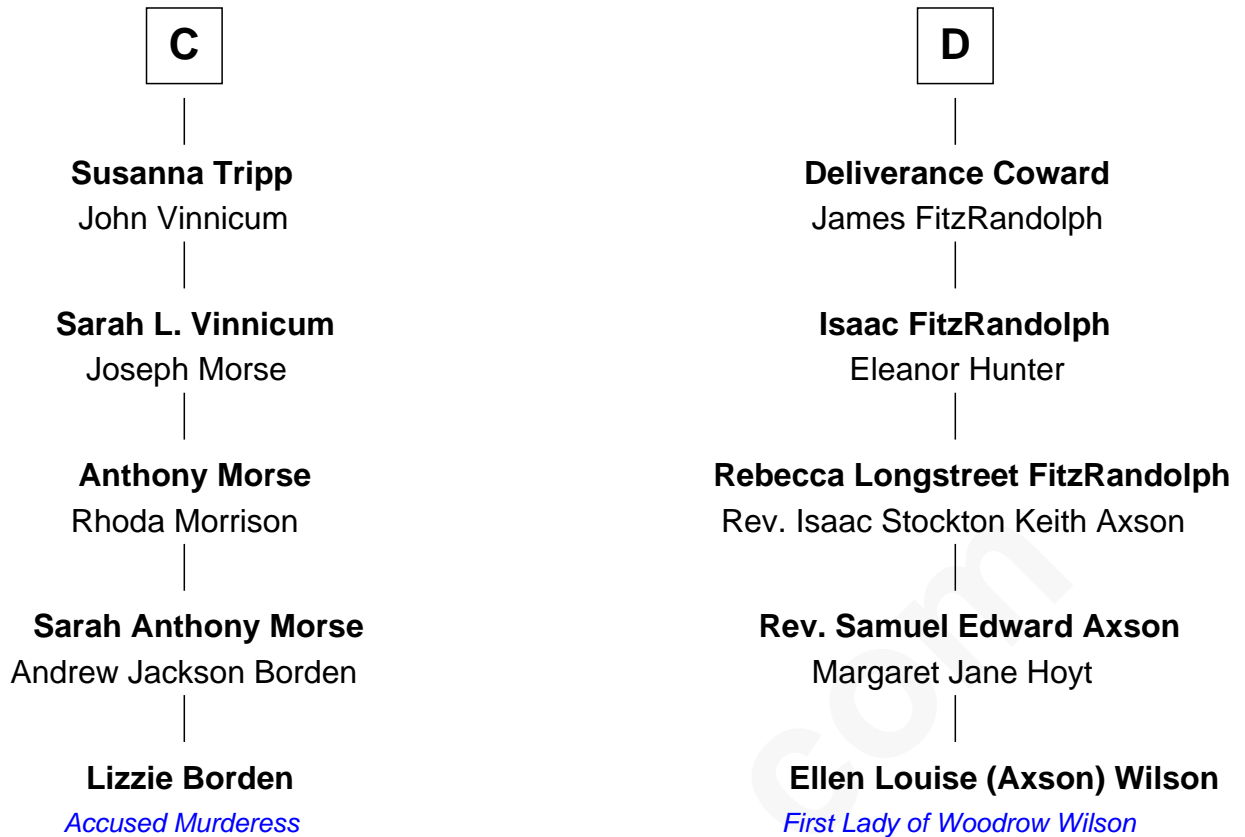 C
Susanna Tripp
John Vinnicum
Sarah L. Vinnicum
Joseph Morse
Anthony Morse
Rhoda Morrison
Sarah Anthony Morse
Andrew Jackson Borden
Lizzie Borden
Accused Murderess
D
Deliverance Coward
James FitzRandolph
Isaac FitzRandolph
Eleanor Hunter
Rebecca Longstreet FitzRandolph
Rev. Isaac Stockton Keith Axson
Rev. Samuel Edward Axson
Margaret Jane Hoyt
Ellen Louise (Axson) Wilson
First Lady of Woodrow Wilson
com